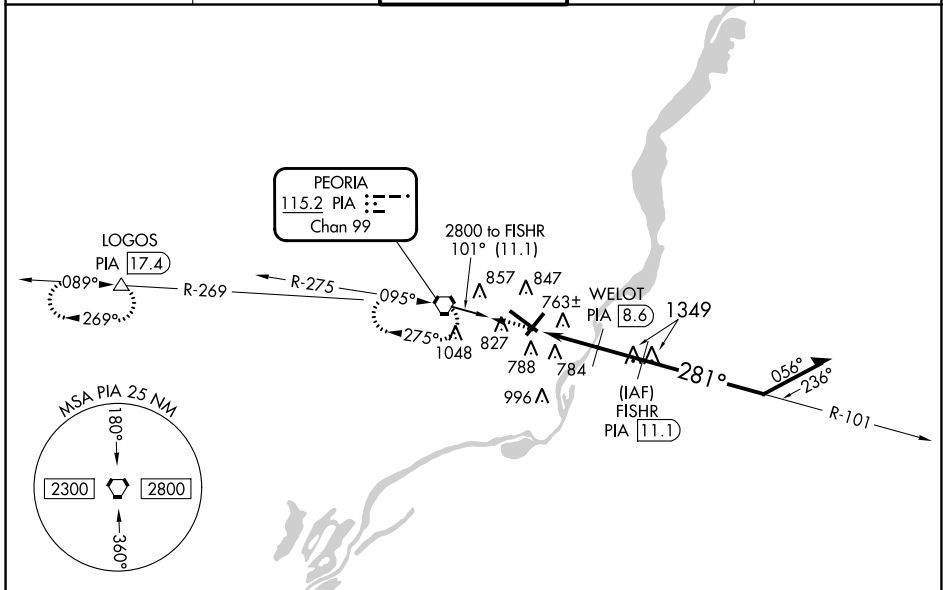 PEORIA
115.2 PIA
Chan 99
LOGOS
PIA 17.4
089°
269°
R-269
R-275
095°
275°
2800 to FISHR
101° (11.1)
857
847
763±
WELOT
PIA 8.6
1349
1048
827
788
784
996
281°
056°
236°
(IAF)
FISHR
PIA 11.1
R-101
MSA PIA 25 NM
180°
2300
2800
360°